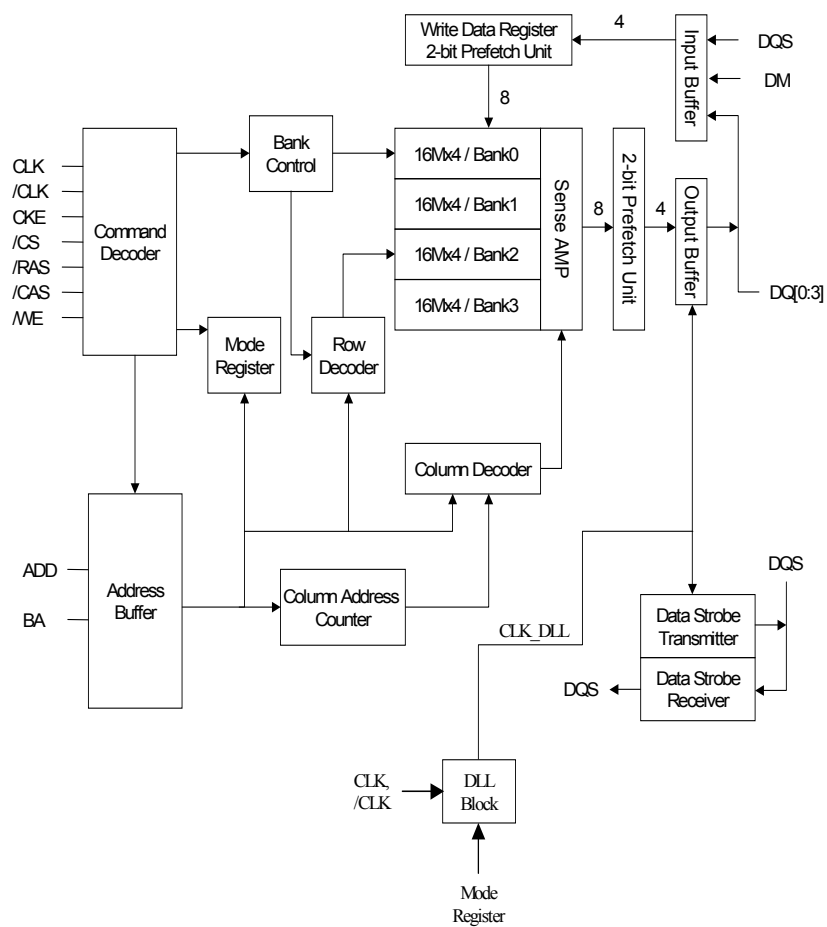 Write Data Register
2-bit Prefetch Unit
4
Input Buffer
DQS
DM
8
Bank
Control
16Mx4 / Bank0
16Mx4 / Bank1
16Mx4 / Bank2
16Mx4 / Bank3
Sense AMP
8
2-bit Prefetch Unit
4
Output Buffer
DQ[0:3]
CLK
/CLK
CKE
/CS
/RAS
/CAS
/WE
Command
Decoder
Mode
Register
Row
Decoder
Column Decoder
ADD
BA
Address
Buffer
Column Address
Counter
CLK_DLL
DQS
Data Strobe
Transmitter
Data Strobe
Receiver
DQS
CLK,
/CLK
DLL
Block
Mode
Register